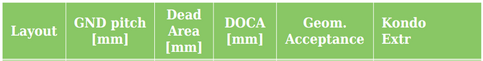 Layout
GND pitch
[mm]
Dead
Area
[mm]
DOCA
[mm]
Geom.
Acceptance
Kondo
Extr